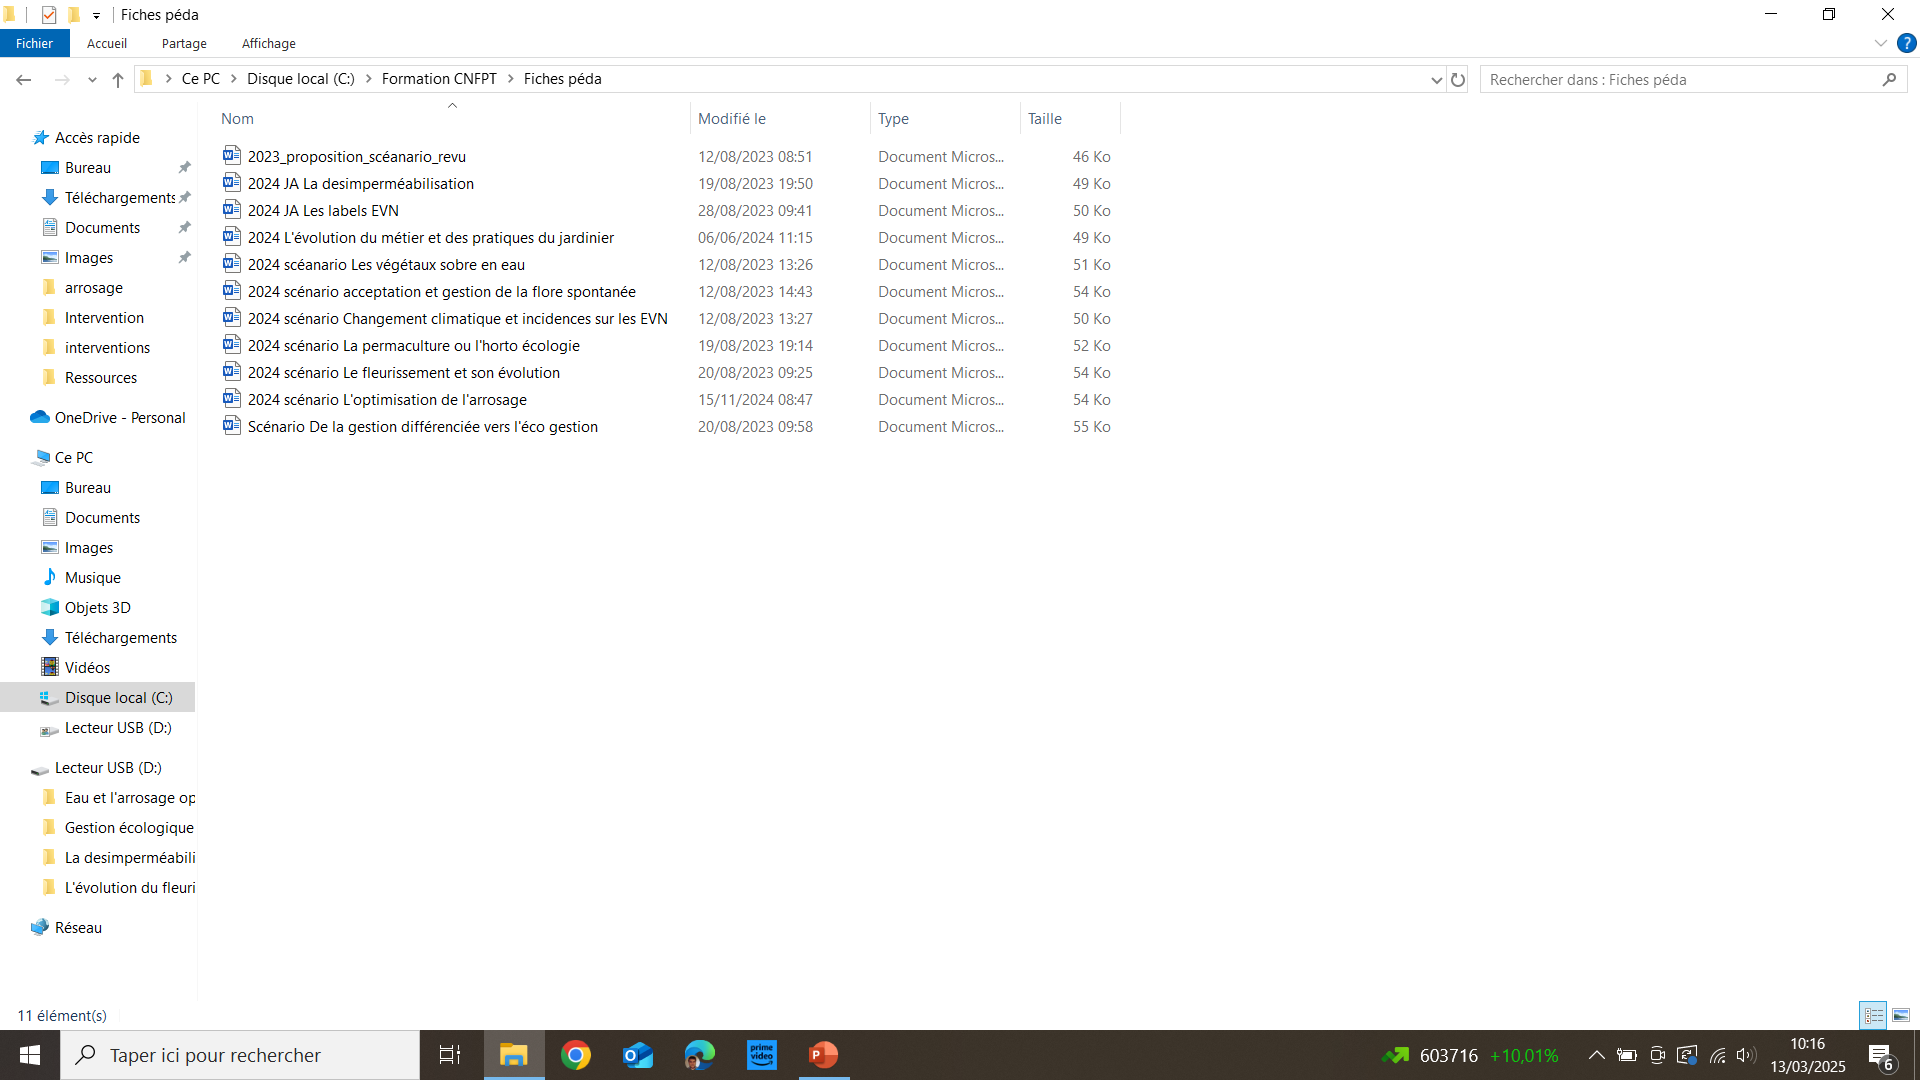 Fiches péda
Fichier Accueil Partage Affichage
Ce PC Disque local (C:) Formation CNFPT Fiches péda
Rechercher dans : Fiches péda
Nom Modifié le Type Taille
2023_proposition_scéanario_revu 12/08/2023 08:51 Document Micros... 46 Ko
2024 JA La desimperméabilisation 19/08/2023 19:50 Document Micros... 49 Ko
2024 JA Les labels EVN 28/08/2023 09:41 Document Micros... 50 Ko
2024 L'évolution du métier et des pratiques du jardinier 06/06/2024 11:15 Document Micros... 49 Ko
2024 scéanario Les végétaux sobre en eau 12/08/2023 13:26 Document Micros... 51 Ko
2024 scénario acceptation et gestion de la flore spontanée 12/08/2023 14:43 Document Micros... 54 Ko
2024 scénario Changement climatique et incidences sur les EVN 12/08/2023 13:27 Document Micros... 50 Ko
2024 scénario La permaculture ou l'horto écologie 19/08/2023 19:14 Document Micros... 52 Ko
2024 scénario Le fleurissement et son évolution 20/08/2023 09:25 Document Micros... 54 Ko
2024 scénario L'optimisation de l'arrosage 15/11/2024 08:47 Document Micros... 54 Ko
Scénario De la gestion différenciée vers l'éco gestion 20/08/2023 09:58 Document Micros... 55 Ko
Accès rapide
Bureau
Téléchargements
Documents
Images
arrosage
Intervention
interventions
Ressources
OneDrive - Personal
Ce PC
Bureau
Documents
Images
Musique
Objets 3D
Téléchargements
Vidéos
Disque local (C:)
Lecteur USB (D:)
Lecteur USB (D:)
Eau et l'arrosage op
Gestion écologique
La desimperméabili
L'évolution du fleuri
Réseau
11 élément(s)
Taper ici pour rechercher
prime video
603716 +10,01%
10:16
13/03/2025
6